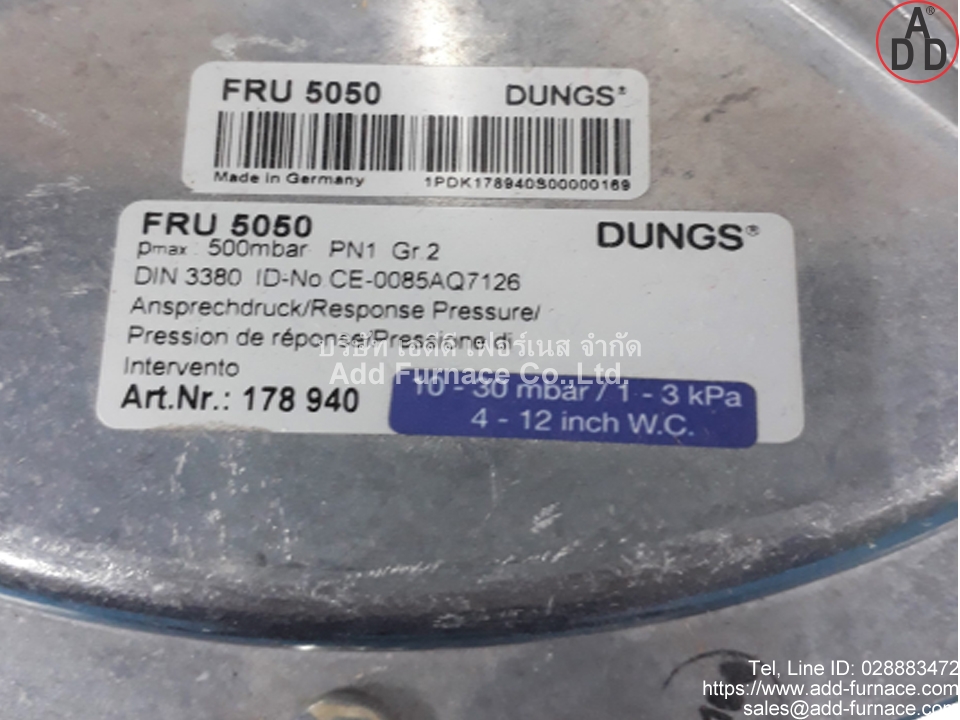 ADD®
FRU 5050 DUNGS®
Made in Germany 1PDK178940S00000169
FRU 5050 DUNGS®
pmax : 500mbar PN1 Gr.2
DIN 3380 ID-No.CE-0085AQ7126
Ansprechdruck/Response Pressure/
Pression de réponse/Pressione di
บริษัท เอดีดี เฟอร์เนส จำกัด
Intervento
Add Furnace Co.,Ltd.
Art.Nr.: 178 940
10 - 30 mbar / 1 - 3 kPa
4 - 12 inch W.C.
Tel, Line ID: 028883472
https://www.add-furnace.com
sales@add-furnace.com